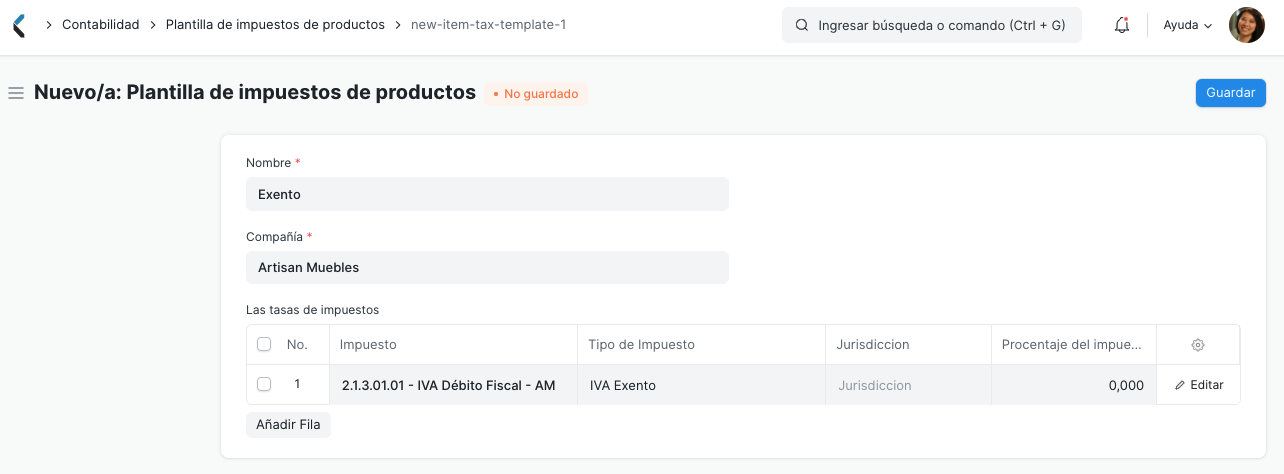 Contabilidad
Plantilla de impuestos de productos
new-item-tax-template-1
Ingresar búsqueda o comando (Ctrl + G)
Ayuda
Nuevo/a: Plantilla de impuestos de productos
No guardado
Guardar
Nombre *
Exento
Compañía *
Artisan Muebles
Las tasas de impuestos
No. Impuesto Tipo de Impuesto Jurisdiccion Procentaje del impue...
1 2.1.3.01.01 - IVA Débito Fiscal - AM IVA Exento Jurisdiccion 0,000 Editar
Añadir Fila